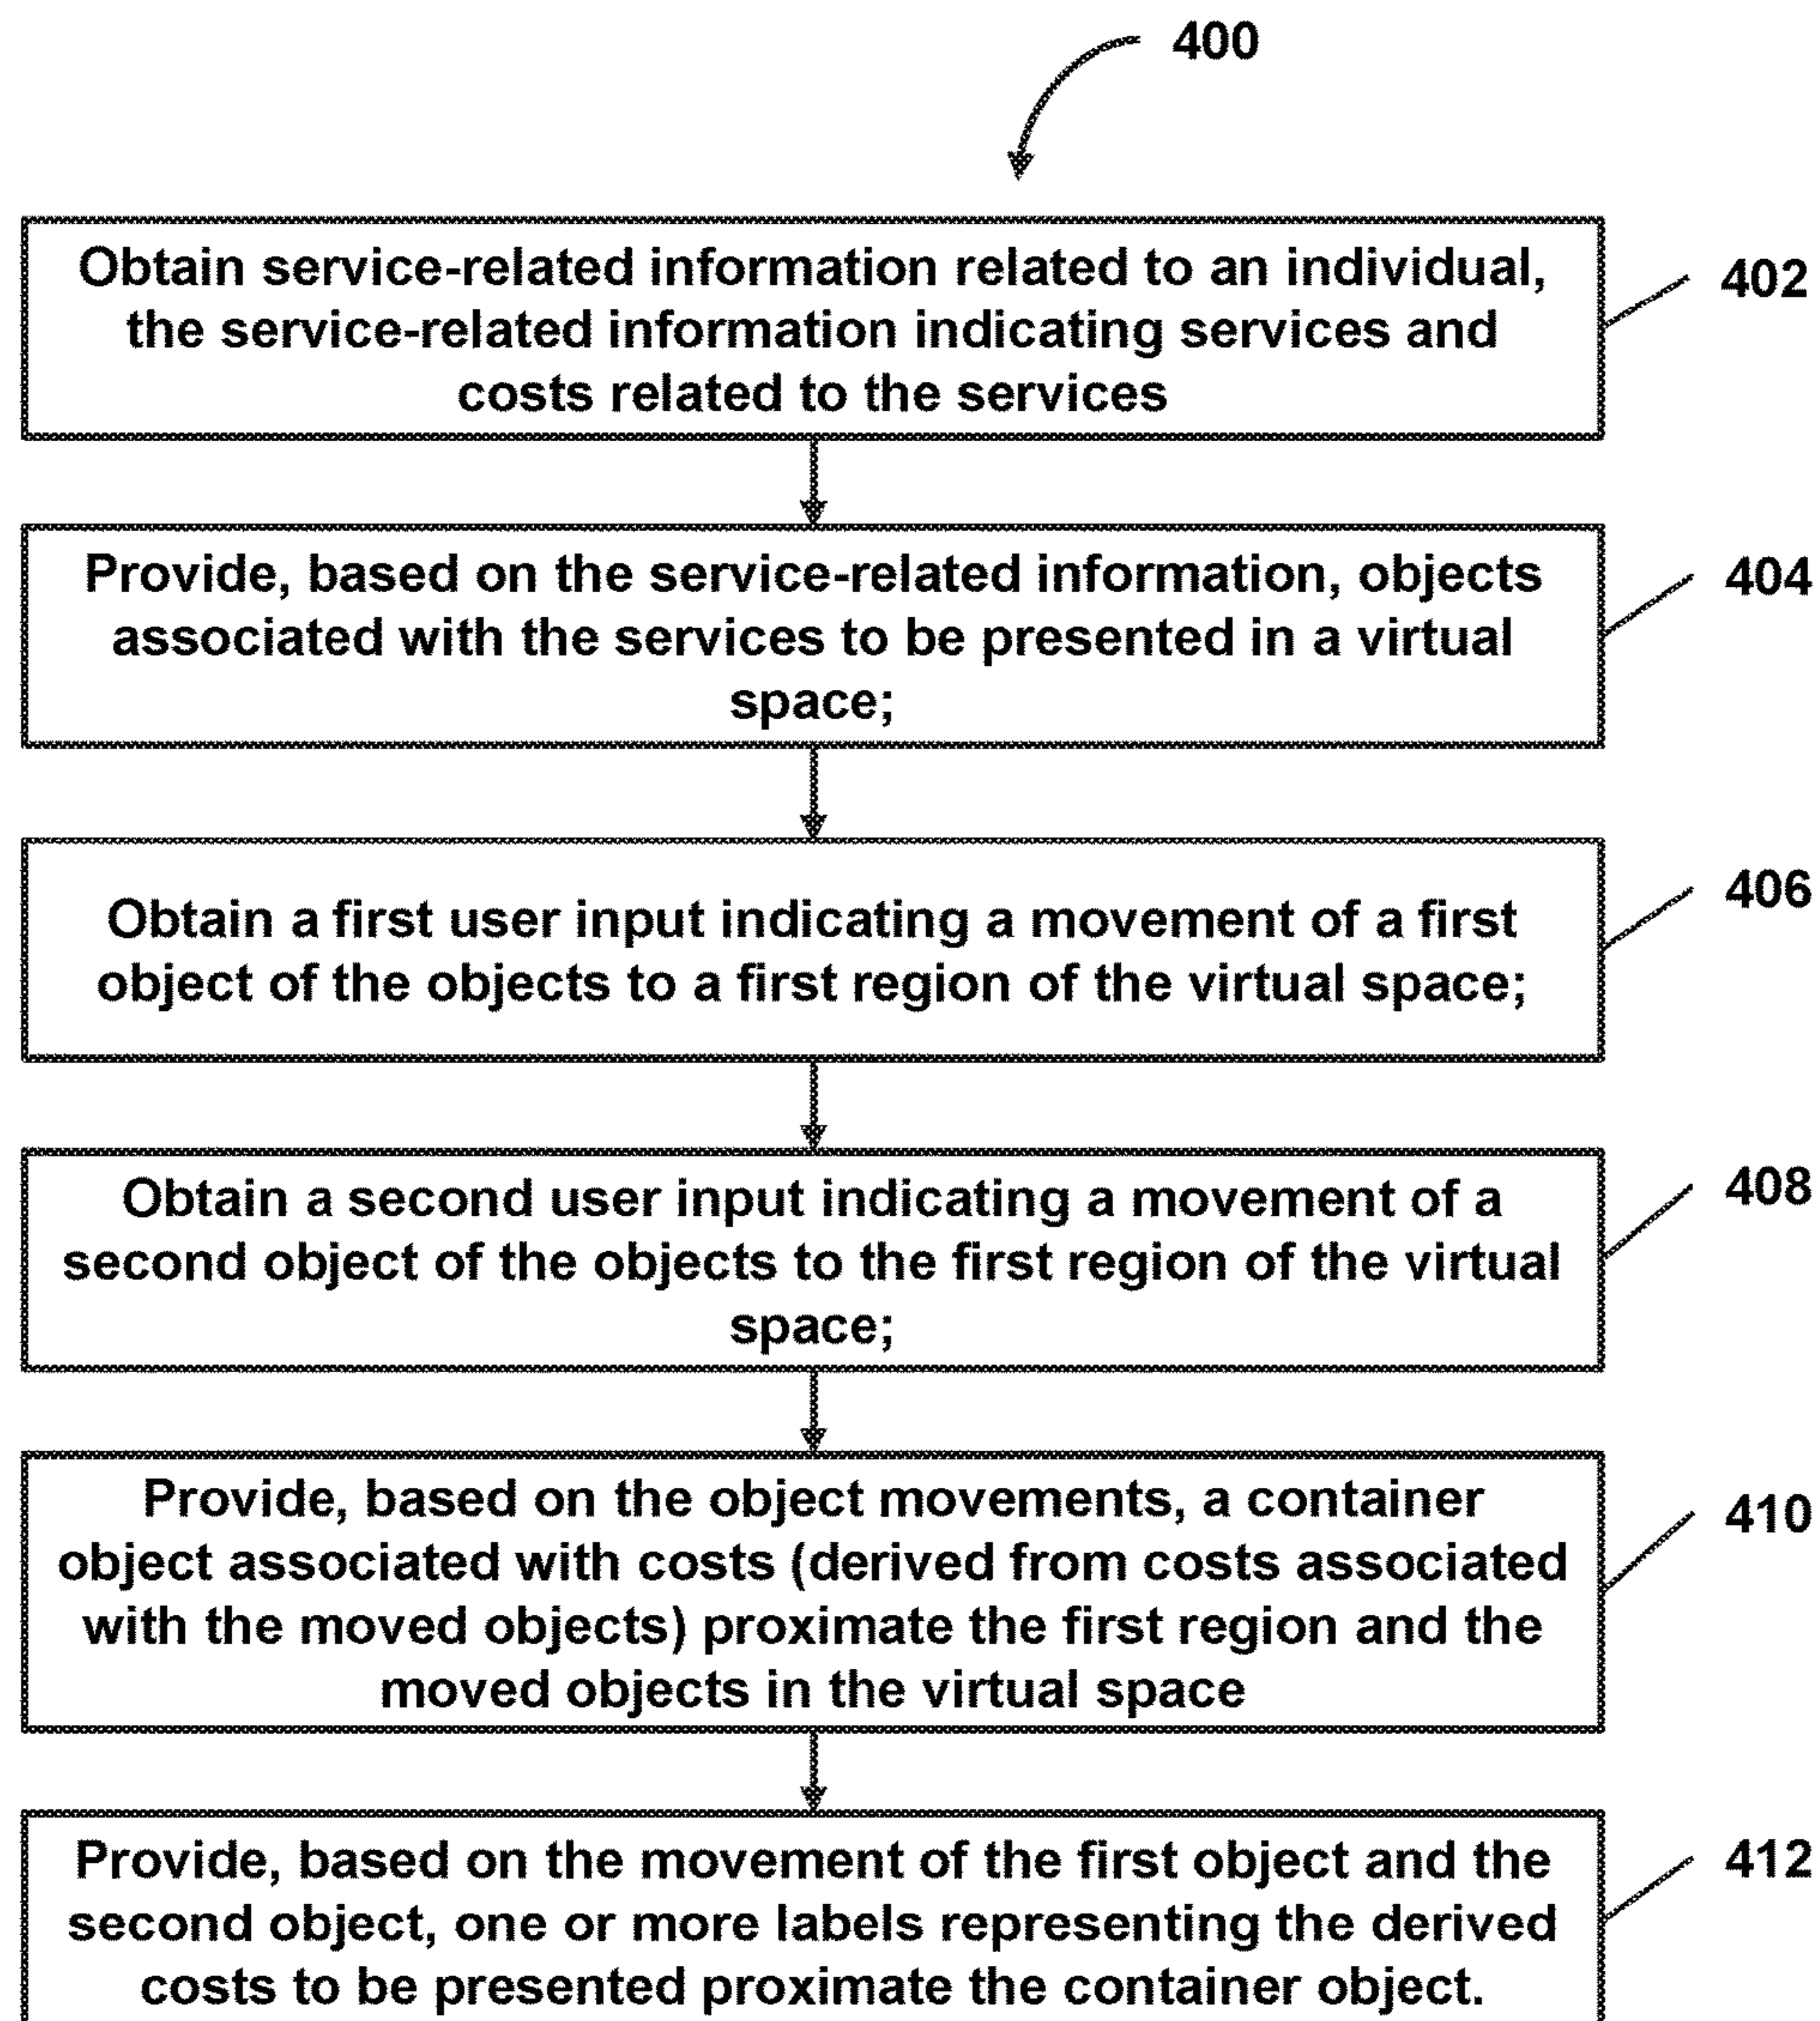 400
Obtain service-related information related to an individual,
the service-related information indicating services and
costs related to the services
402
Provide, based on the service-related information, objects
associated with the services to be presented in a virtual
space;
404
Obtain a first user input indicating a movement of a first
object of the objects to a first region of the virtual space;
406
Obtain a second user input indicating a movement of a
second object of the objects to the first region of the virtual
space;
408
Provide, based on the object movements, a container
object associated with costs (derived from costs associated
with the moved objects) proximate the first region and the
moved objects in the virtual space
410
Provide, based on the movement of the first object and the
second object, one or more labels representing the derived
costs to be presented proximate the container object.
412